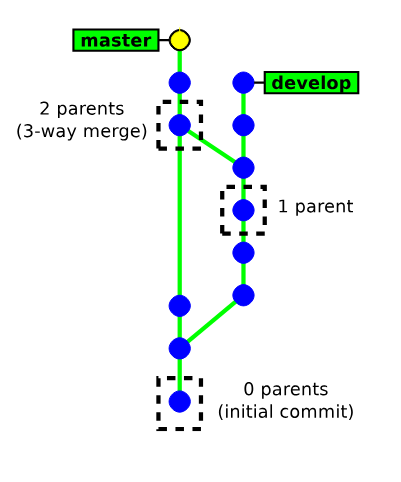 master
develop
2 parents
(3-way merge)
1 parent
0 parents
(initial commit)